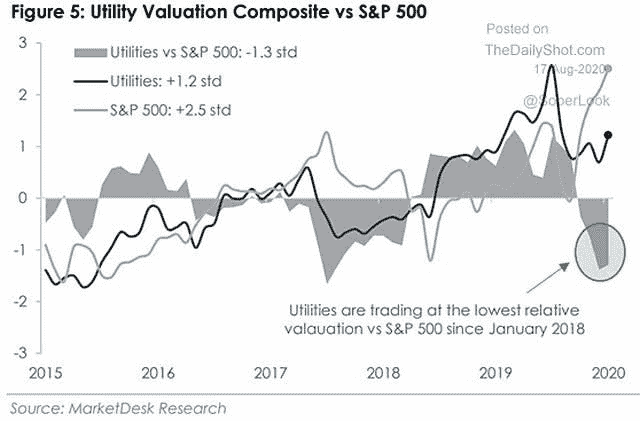 Figure 5: Utility Valuation Composite vs S&P 500
Posted on
TheDailyShot.com
17-Aug-2020
@SoberLook
3
Utilities vs S&P 500: -1.3 std
2
Utilities: +1.2 std
S&P 500: +2.5 std
1
0
-1
-2
Utilities are trading at the lowest relative
valauation vs S&P 500 since January 2018
-3
2015
2016
2017
2018
2019
2020
Source: MarketDesk Research